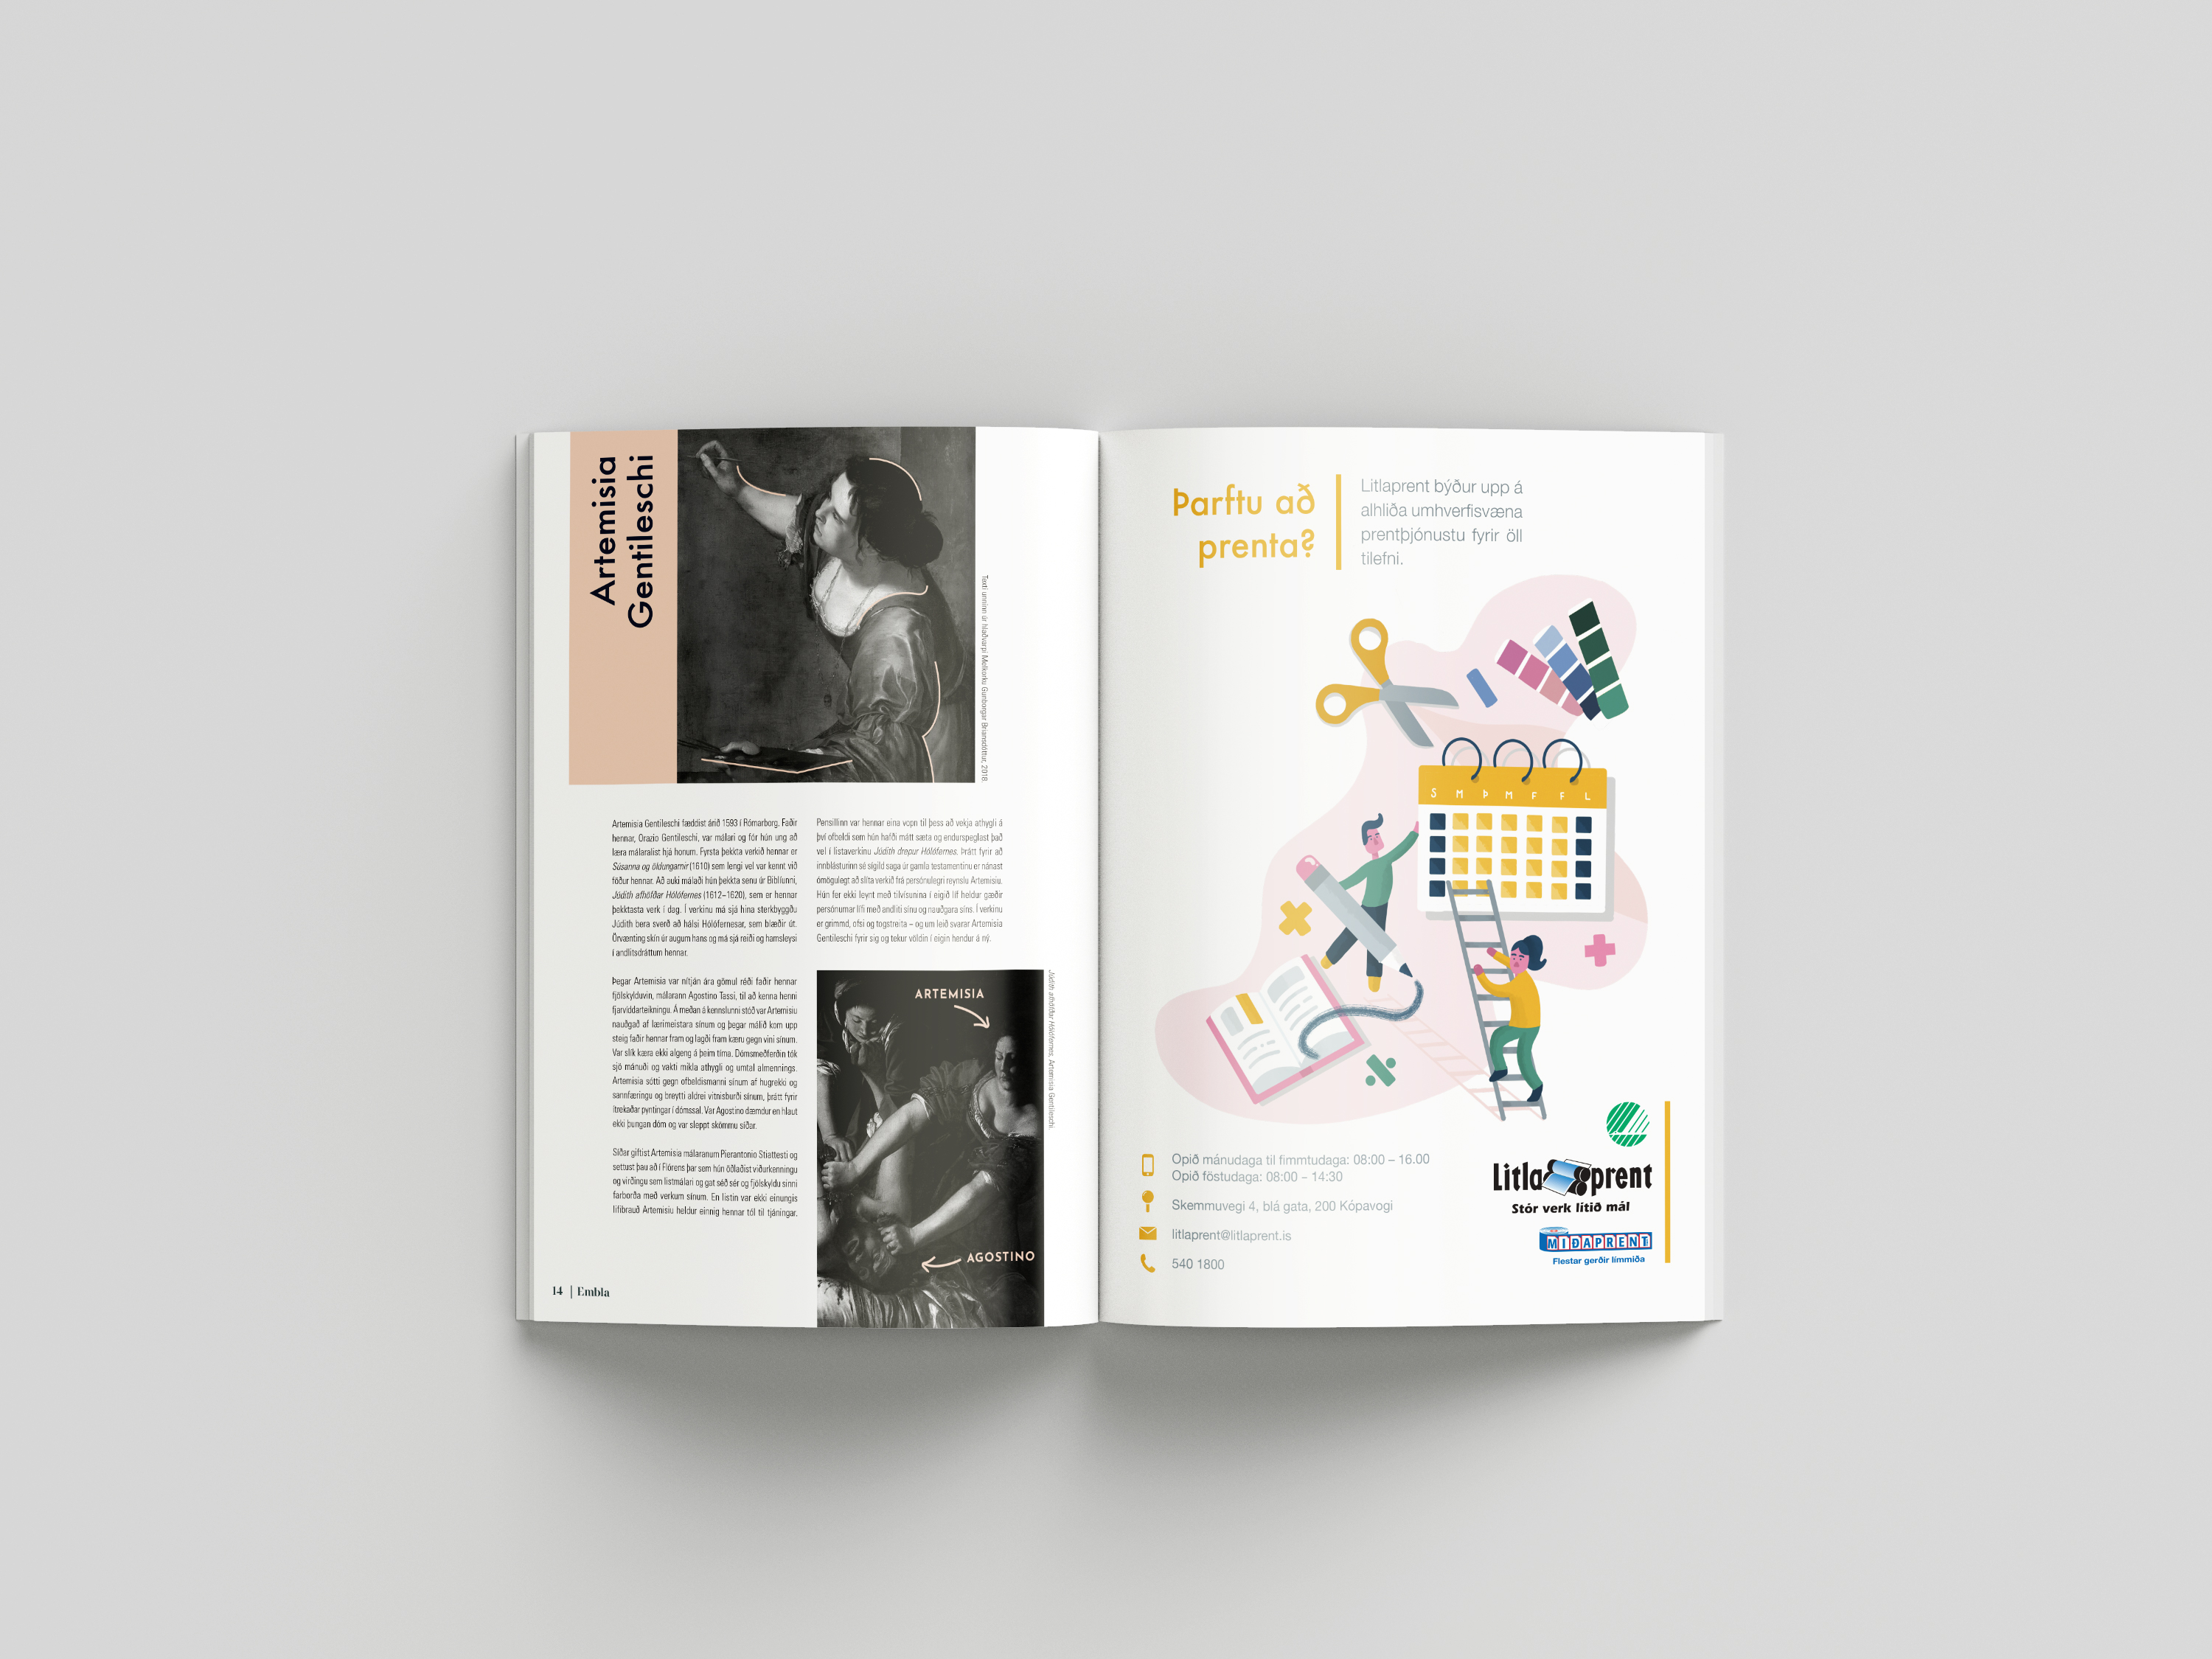 Artemisia
Gentileschi
Texti unninn úr hlaðvarpi Melkorku Gunborgar Briansdóttur, 2018.
Artemisia Gentileschi fæddist árið 1593 í Rómarborg. Faðir
hennar, Orazio Gentileschi, var málari og fór hún ung að
læra málaralist hjá honum. Fyrsta þekkta verkið hennar er
Súsanna og öldungarnir (1610) sem lengi vel var kennt við
föður hennar. Að auki málaði hún þekkta senu úr Biblíunni,
Júdith afhöfðar Hólófernes (1612–1620), sem er hennar
þekktasta verk í dag. Í verkinu má sjá hina sterkbyggðu
Júdith bera sverð að hálsi Hólófernesar, sem blæðir út.
Örvænting skín úr augum hans og má sjá reiði og hamsleysi
í andlitsdráttum hennar.
Þegar Artemisia var nítján ára gömul réði faðir hennar
fjölskylduvin, málarann Agostino Tassi, til að kenna henni
fjarvíddarteikningu. Á meðan á kennslunni stóð var Artemisiu
nauðgað af lærimeistara sínum og þegar málið kom upp
steig faðir hennar fram og lagði fram kæru gegn vini sínum.
Var slík kæra ekki algeng á þeim tíma. Dómsmeðferðin tók
sjö mánuði og vakti mikla athygli og umtal almennings.
Artemisia sótti gegn ofbeldismanni sínum af hugrekki og
sannfæringu og breytti aldrei vitnisburði sínum, þrátt fyrir
ítrekaðar pyntingar í dómssal. Var Agostino dæmdur en hlaut
ekki þungan dóm og var sleppt skömmu síðar.
Síðar giftist Artemisia málaranum Pierantonio Stiattesti og
settust þau að í Flórens þar sem hún öðlaðist viðurkenningu
og virðingu sem listmálari og gat séð sér og fjölskyldu sinni
farborða með verkum sínum. En listin var ekki einungis
lifibrauð Artemisiu heldur einnig hennar tól til tjáningar.
Pensillinn var hennar eina vopn til þess að vekja athygli á
því ofbeldi sem hún hafði mátt sæta og endurspeglast það
vel í listaverkinu Júdith drepur Hólófernes. Þrátt fyrir að
innblásturinn sé sígild saga úr gamla testamentinu er nánast
ómögulegt að slíta verkið frá persónulegri reynslu Artemisiu.
Hún fer ekki leynt með tilvísunina í eigið líf heldur gæðir
persónurnar lífi með andliti sínu og nauðgara síns. Í verkinu
er grimmd, ofsi og togstreita – og um leið svarar Artemisia
Gentileschi fyrir sig og tekur völdin í eigin hendur á ný.
ARTEMISIA
AGOSTINO
Júdith afhöfðar Hólófernes, Artemisia Gentileschi.
14 | Embla
Þarftu að
prenta?
Litlaprent býður upp á
alhliða umhverfisvæna
prentþjónustu fyrir öll
tilefni.
S M Þ M F F L
Opið mánudaga til fimmtudaga: 08:00 – 16.00
Opið föstudaga: 08:00 – 14:30
Skemmuvegi 4, blá gata, 200 Kópavogi
litlaprent@litlaprent.is
540 1800
Litlaprent
Stór verk lítið mál
MIÐAPRENT
Flestar gerðir límmiða